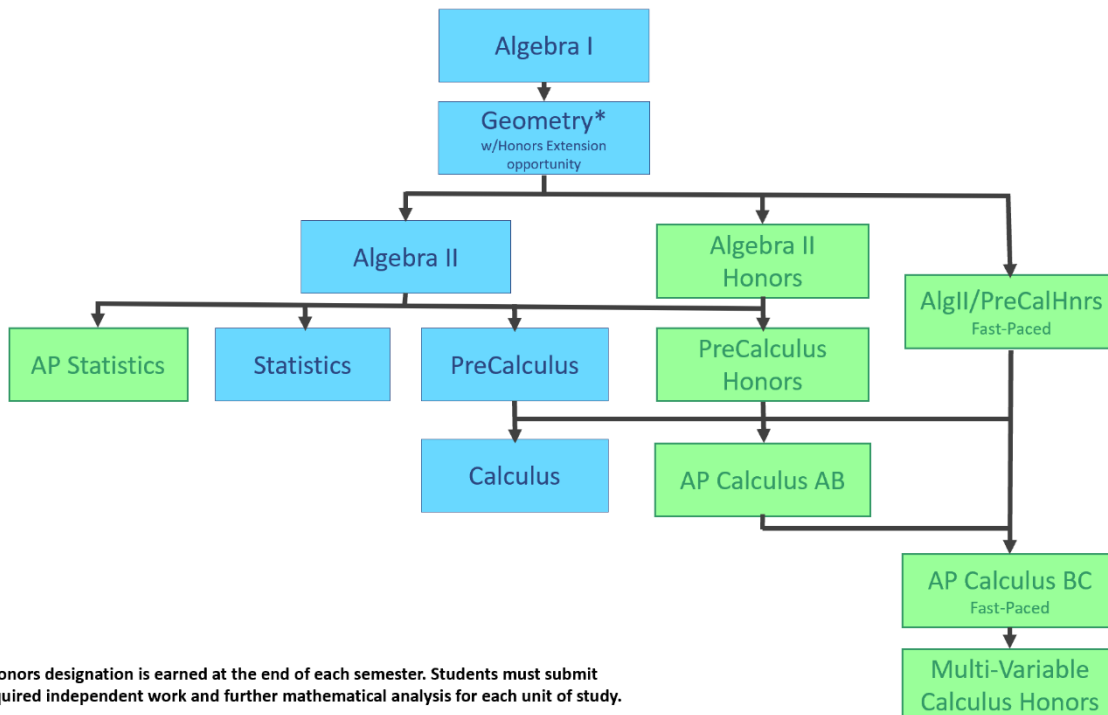 Algebra I
Geometry*
w/Honors Extension
opportunity
Algebra II
Algebra II
Honors
AlgII/PreCalHnrs
Fast-Paced
AP Statistics
Statistics
PreCalculus
PreCalculus
Honors
Calculus
AP Calculus AB
AP Calculus BC
Fast-Paced
Multi-Variable
Calculus Honors
onors designation is earned at the end of each semester. Students must submit
quired independent work and further mathematical analysis for each unit of study.